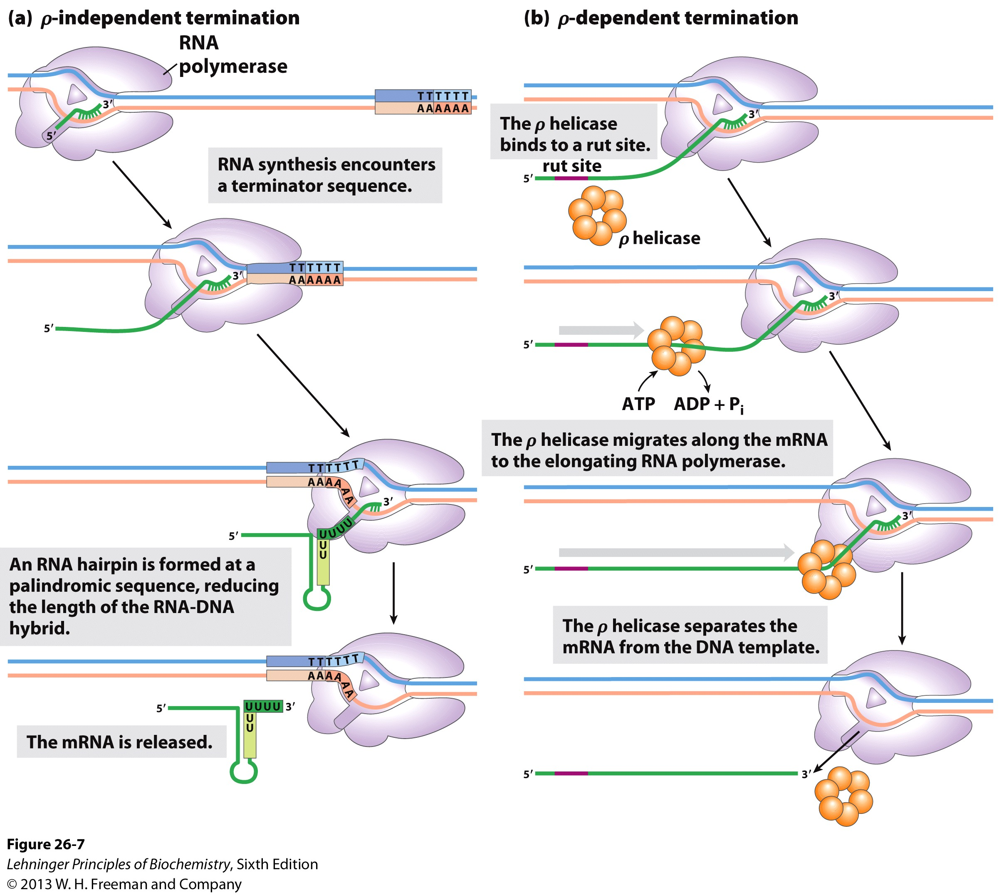 (a) ρ-independent termination
RNA
polymerase
TTTTTT
AAAAAA
3′
5′
RNA synthesis encounters
a terminator sequence.
TTTTTT
AAAAAA
3′
5′
TTTTTT
AAAAAA
3′
UUUU
5′
U
U
An RNA hairpin is formed at a
palindromic sequence, reducing
the length of the RNA-DNA
hybrid.
TTTTTT
AAAAAA
5′
UUUU 3′
U
U
The mRNA is released.
(b) ρ-dependent termination
3′
The ρ helicase
binds to a rut site.
rut site
5′
ρ helicase
3′
5′
ATP ADP + Pi
The ρ helicase migrates along the mRNA
to the elongating RNA polymerase.
3′
5′
The ρ helicase separates the
mRNA from the DNA template.
5′ 3′
Figure 26-7
Lehninger Principles of Biochemistry, Sixth Edition
© 2013 W. H. Freeman and Company